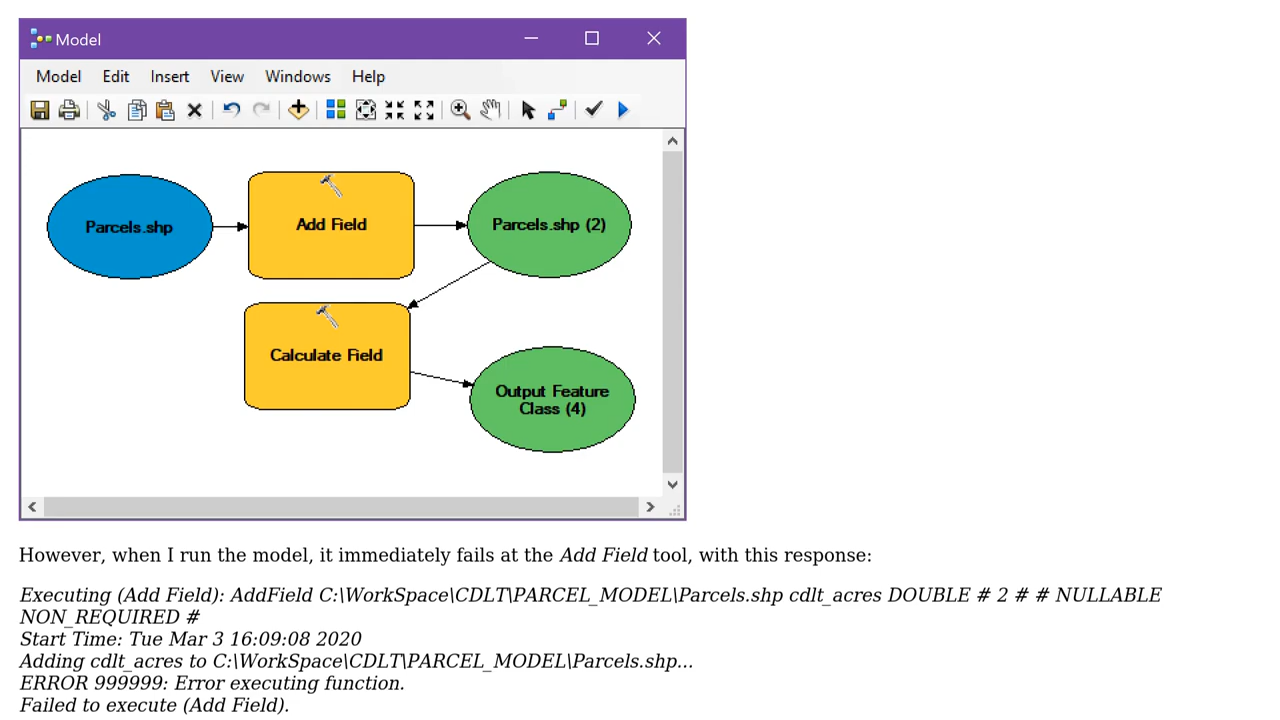 Model
Model Edit Insert View Windows Help
Parcels.shp
Add Field
Parcels.shp (2)
Calculate Field
Output Feature
Class (4)
However, when I run the model, it immediately fails at the Add Field tool, with this response:
Executing (Add Field): AddField C:\WorkSpace\CDLT\PARCEL_MODEL\Parcels.shp cdlt_acres DOUBLE # 2 # # NULLABLE
NON_REQUIRED #
Start Time: Tue Mar 3 16:09:08 2020
Adding cdlt_acres to C:\WorkSpace\CDLT\PARCEL_MODEL\Parcels.shp...
ERROR 999999: Error executing function.
Failed to execute (Add Field).